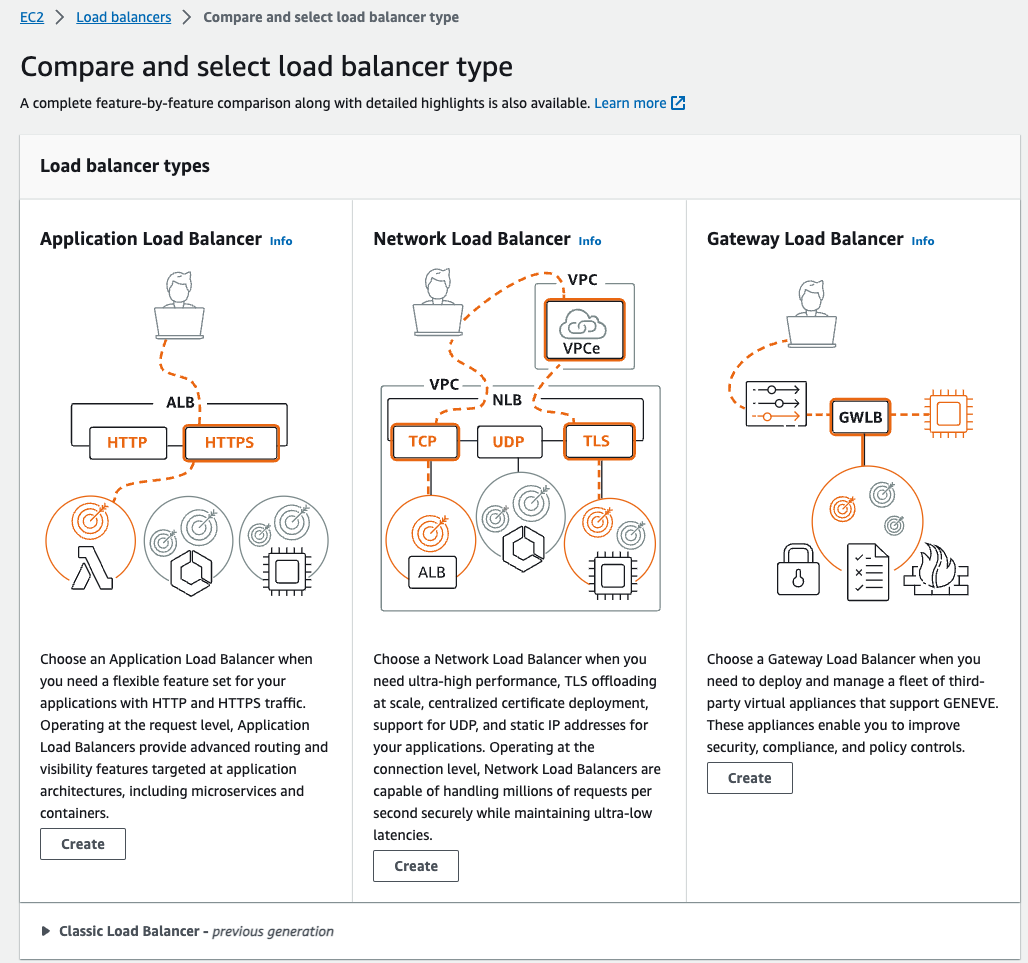 EC2 > Load balancers > Compare and select load balancer type
Compare and select load balancer type
A complete feature-by-feature comparison along with detailed highlights is also available. Learn more
Load balancer types
Application Load Balancer Info
ALB
HTTP
HTTPS
Choose an Application Load Balancer when
you need a flexible feature set for your
applications with HTTP and HTTPS traffic.
Operating at the request level, Application
Load Balancers provide advanced routing and
visibility features targeted at application
architectures, including microservices and
containers.
Create
Network Load Balancer Info
VPC
VPCe
VPC
NLB
TCP
UDP
TLS
ALB
Choose a Network Load Balancer when you
need ultra-high performance, TLS offloading
at scale, centralized certificate deployment,
support for UDP, and static IP addresses for
your applications. Operating at the
connection level, Network Load Balancers are
capable of handling millions of requests per
second securely while maintaining ultra-low
latencies.
Create
Gateway Load Balancer Info
GWLB
Choose a Gateway Load Balancer when you
need to deploy and manage a fleet of third-
party virtual appliances that support GENEVE.
These appliances enable you to improve
security, compliance, and policy controls.
Create
Classic Load Balancer - previous generation